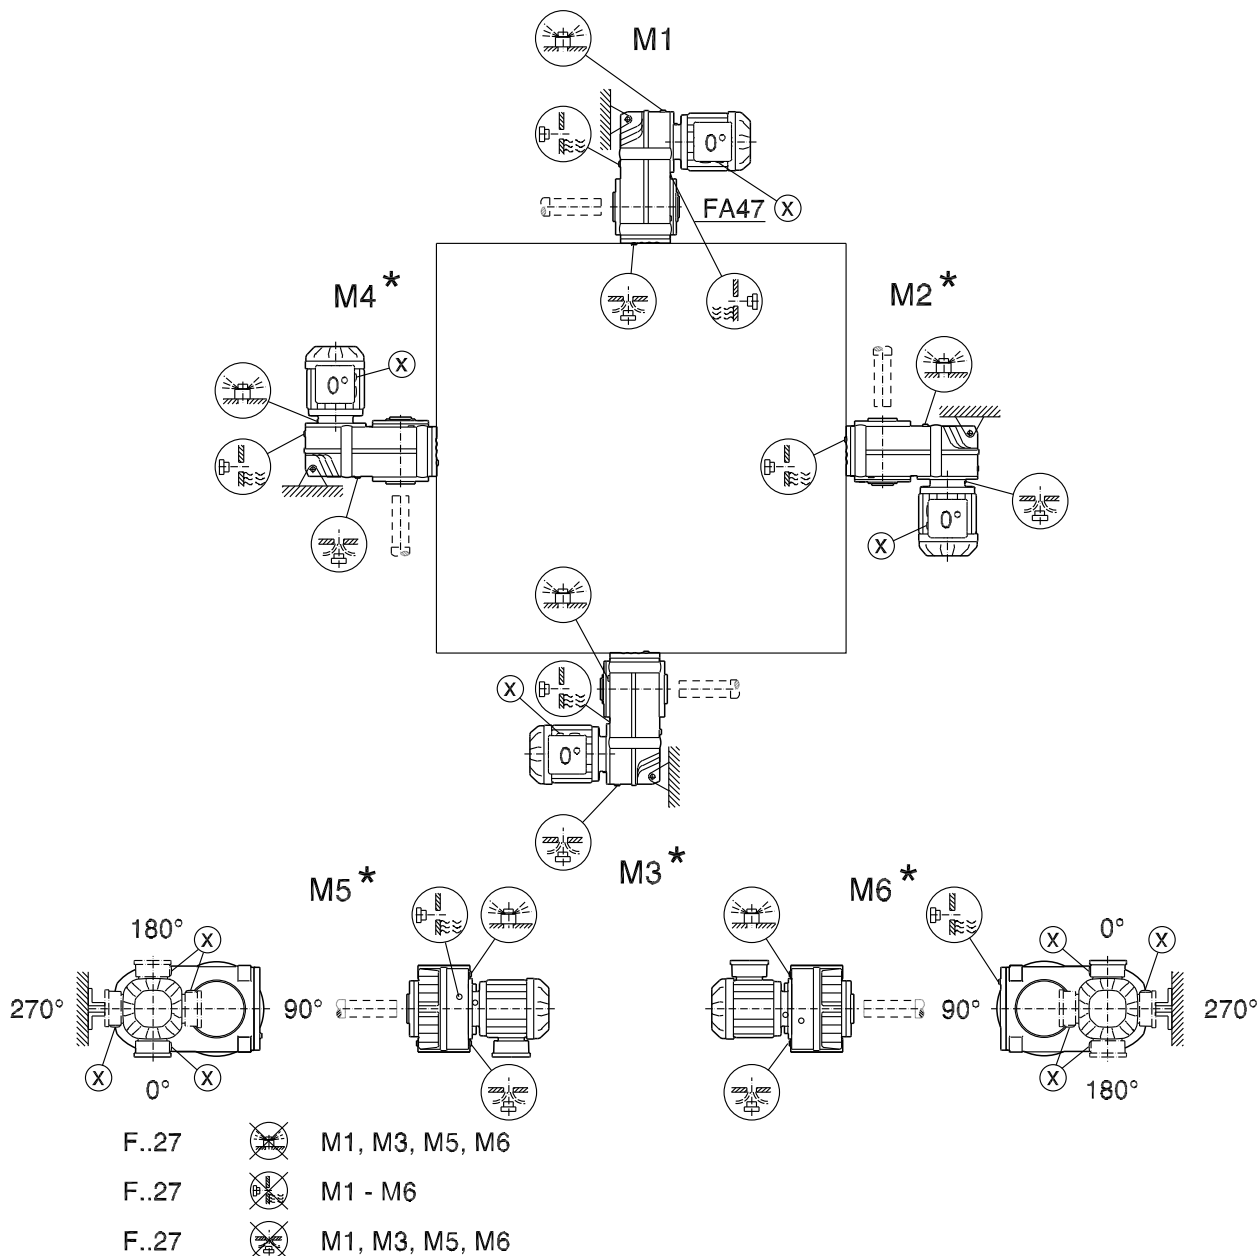 M1
0°
FA47 X
M4* M2*
X
0°
0°
X
X
0°
M3*
M5* M6*
180° X X 0° X
270° 90° 90° 270°
X 0° X X 180°
F..27 M1, M3, M5, M6
F..27 M1 - M6
F..27 M1, M3, M5, M6